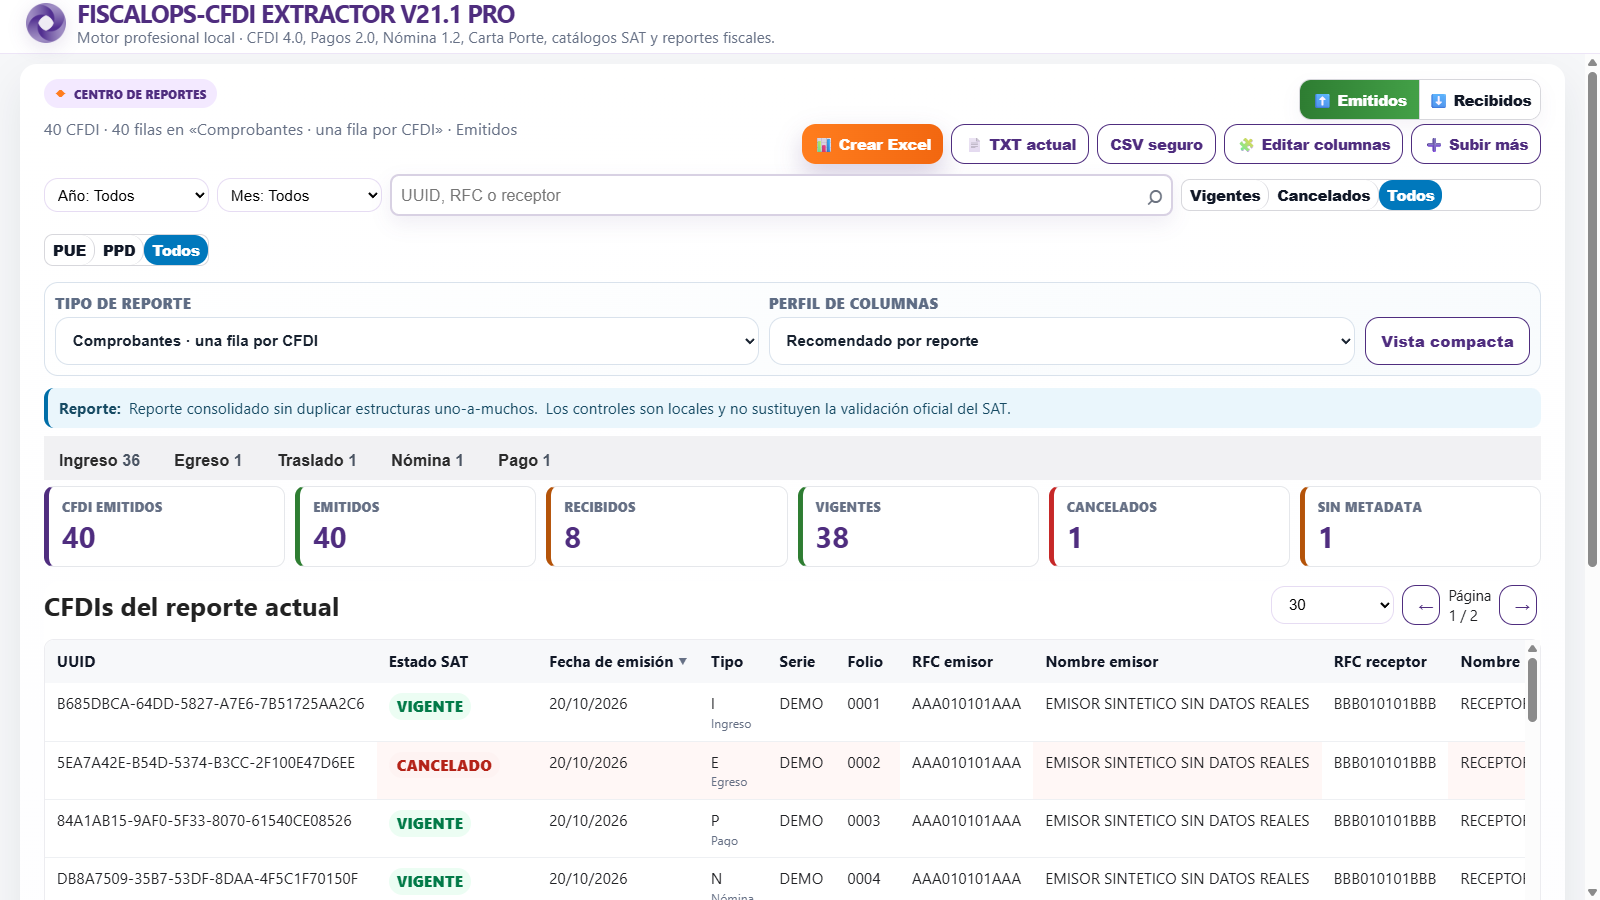 FISCALOPS-CFDI EXTRACTOR V21.1 PRO
Motor profesional local · CFDI 4.0, Pagos 2.0, Nómina 1.2, Carta Porte, catálogos SAT y reportes fiscales.
CENTRO DE REPORTES
Emitidos Recibidos
40 CFDI · 40 filas en «Comprobantes · una fila por CFDI» · Emitidos
Crear Excel TXT actual CSV seguro Editar columnas Subir más
Año: Todos Mes: Todos UUID, RFC o receptor Vigentes Cancelados Todos
PUE PPD Todos
TIPO DE REPORTE PERFIL DE COLUMNAS
Comprobantes · una fila por CFDI Recomendado por reporte Vista compacta
Reporte: Reporte consolidado sin duplicar estructuras uno-a-muchos. Los controles son locales y no sustituyen la validación oficial del SAT.
Ingreso 36 Egreso 1 Traslado 1 Nómina 1 Pago 1
CFDI EMITIDOS EMITIDOS RECIBIDOS VIGENTES CANCELADOS SIN METADATA
40 40 8 38 1 1
CFDIs del reporte actual 30 ← Página 1 / 2 →
UUID Estado SAT Fecha de emisión Tipo Serie Folio RFC emisor Nombre emisor RFC receptor Nombre
B685DBCA-64DD-5827-A7E6-7B51725AA2C6 VIGENTE 20/10/2026 I DEMO 0001 AAA010101AAA EMISOR SINTETICO SIN DATOS REALES BBB010101BBB RECEPTO
Ingreso
5EA7A42E-B54D-5374-B3CC-2F100E47D6EE CANCELADO 20/10/2026 E DEMO 0002 AAA010101AAA EMISOR SINTETICO SIN DATOS REALES BBB010101BBB RECEPTO
Egreso
84A1AB15-9AF0-5F33-8070-61540CE08526 VIGENTE 20/10/2026 P DEMO 0003 AAA010101AAA EMISOR SINTETICO SIN DATOS REALES BBB010101BBB RECEPTO
Pago
DB8A7509-35B7-53DF-8DAA-4F5C1F70150F VIGENTE 20/10/2026 N DEMO 0004 AAA010101AAA EMISOR SINTETICO SIN DATOS REALES BBB010101BBB RECEPTO
Nómina